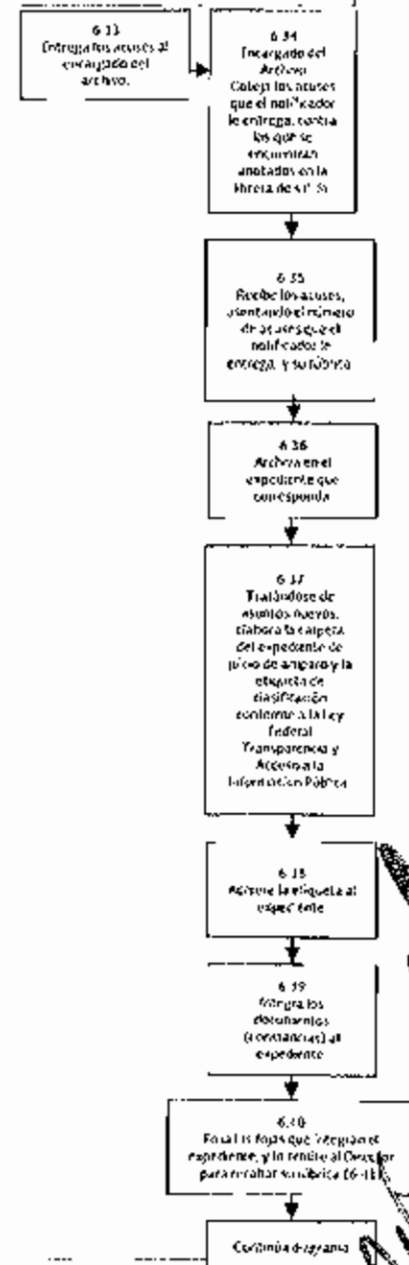 6.33
Entrega los acuses al
encargado del
archivo.
6.34
Encargado del
Archivo
Coteja los acuses
que el notificador
le entrega, contra
los que se
encuentran
anotados en la
libreta de
6.35
Recibe los acuses,
asentando el número
de acuses que el
notificador le
entrega, y su rúbrica
6.36
Archiva en el
expediente que
corresponda
6.37
Tratándose de
asuntos nuevos,
elabora la carpeta
del expediente de
juicio de amparo y la
etiqueta de
clasificación
conforme a la Ley
Federal
Transparencia y
Acceso a la
Información Pública
6.38
Adhiere la etiqueta al
expediente
6.39
Integra los
documentos
(constancias) al
expediente
6.40
Folia las fojas que integran el
expediente, y lo remite al
para recabar su rúbrica
Continúa diagrama